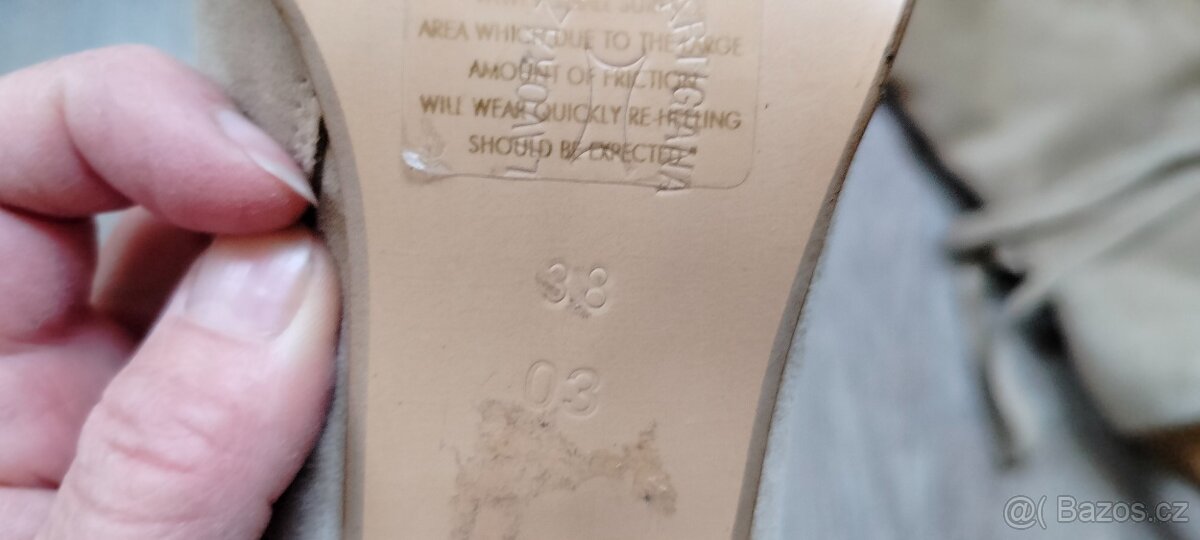 AREA WHICH DUE TO THE LARGE
AMOUNT OF FRICTION
WILL WEAR QUICKLY RE-HEELING
SHOULD BE EXPECTED"
38
03
@( Bazos.cz